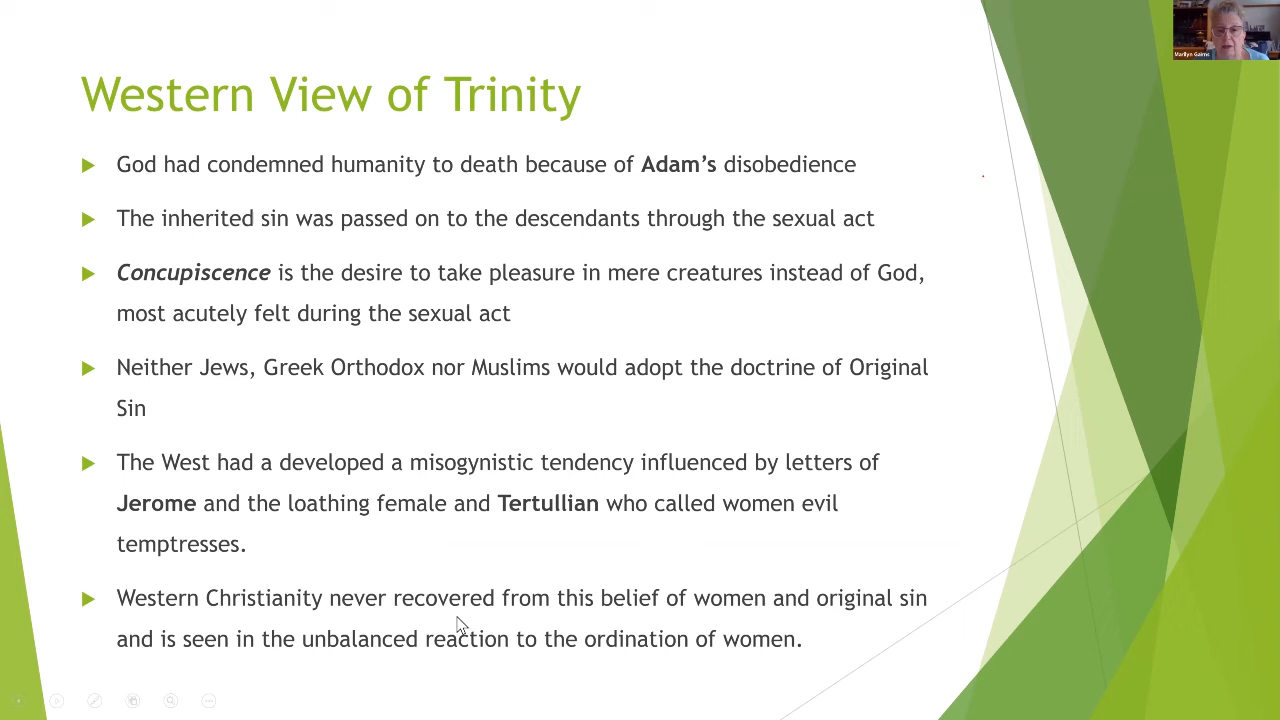 Marilyn Gairns
Western View of Trinity
God had condemned humanity to death because of Adam's disobedience
The inherited sin was passed on to the descendants through the sexual act
Concupiscence is the desire to take pleasure in mere creatures instead of God,
most acutely felt during the sexual act
Neither Jews, Greek Orthodox nor Muslims would adopt the doctrine of Original
Sin
The West had a developed a misogynistic tendency influenced by letters of
Jerome and the loathing female and Tertullian who called women evil
temptresses.
Western Christianity never recovered from this belief of women and original sin
and is seen in the unbalanced reaction to the ordination of women.